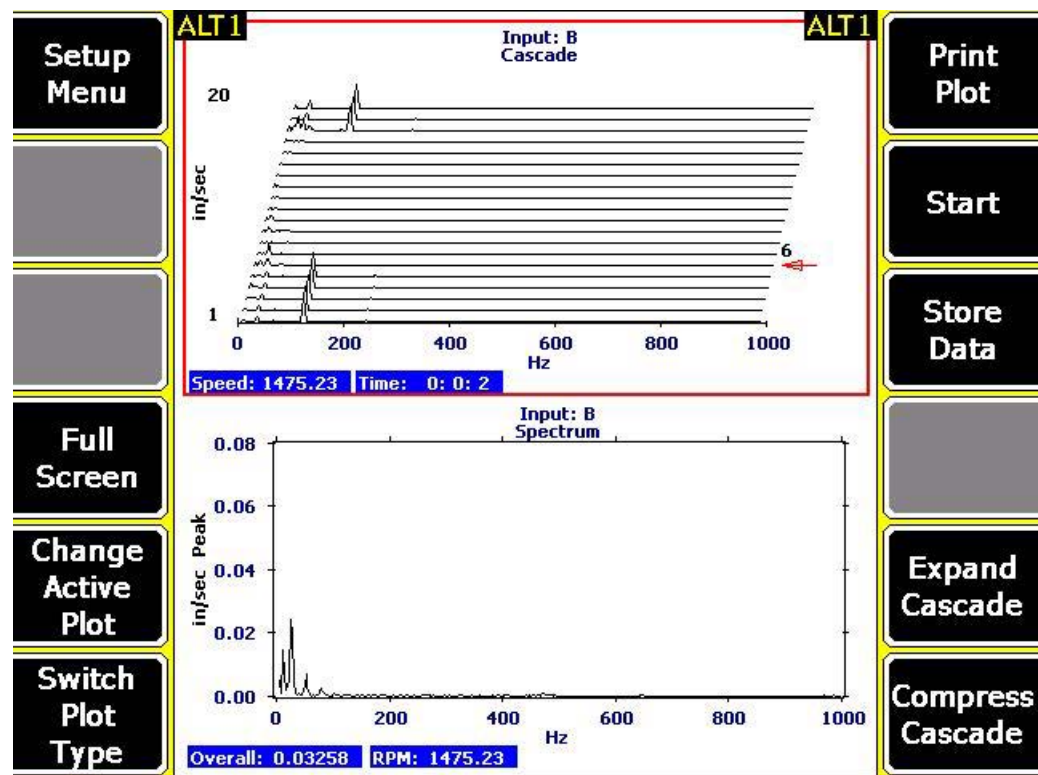 Setup
Menu
Full
Screen
Change
Active
Plot
Switch
Plot
Type
ALT1
ALT1
Input: B
Cascade
20
in/sec
6
1
0 200 400 600 800 1000
Hz
Speed: 1475.23 Time: 0: 0: 2
Input: B
Spectrum
0.08
0.06
0.04
0.02
0.00
in/sec Peak
0 200 400 600 800 1000
Hz
Overall: 0.03258 RPM: 1475.23
Print
Plot
Start
Store
Data
Expand
Cascade
Compress
Cascade